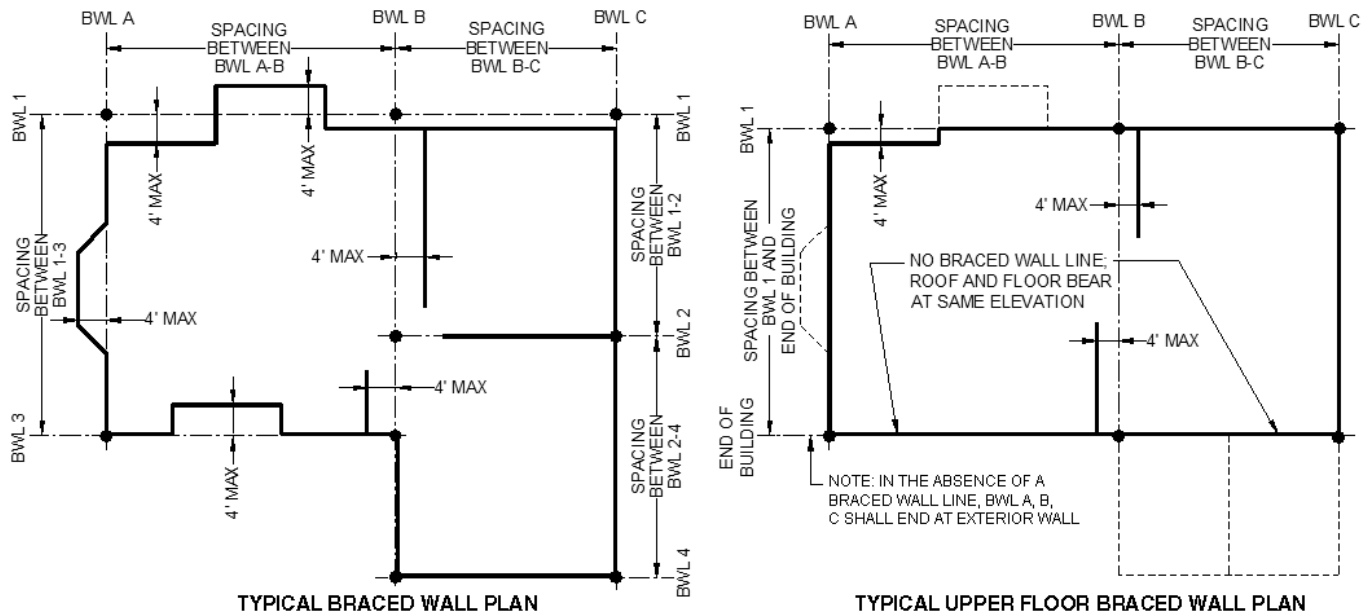 BWL A
BWL B
BWL C
SPACING
BETWEEN
BWL A-B
SPACING
BETWEEN
BWL B-C
BWL 1
BWL 1
4' MAX
4' MAX
SPACING
BETWEEN
BWL 1-3
SPACING
BETWEEN
BWL 1-2
4' MAX
4' MAX
BWL 2
4' MAX
BWL 3
4' MAX
SPACING
BETWEEN
BWL 2-4
BWL 4
TYPICAL BRACED WALL PLAN
BWL A
BWL B
BWL C
SPACING
BETWEEN
BWL A-B
SPACING
BETWEEN
BWL B-C
BWL 1
BWL 1
4' MAX
4' MAX
SPACING BETWEEN
BWL 1 AND
END OF BUILDING
NO BRACED WALL LINE;
ROOF AND FLOOR BEAR
AT SAME ELEVATION
4' MAX
END OF
BUILDING
NOTE: IN THE ABSENCE OF A
BRACED WALL LINE, BWL A, B,
C SHALL END AT EXTERIOR WALL
TYPICAL UPPER FLOOR BRACED WALL PLAN